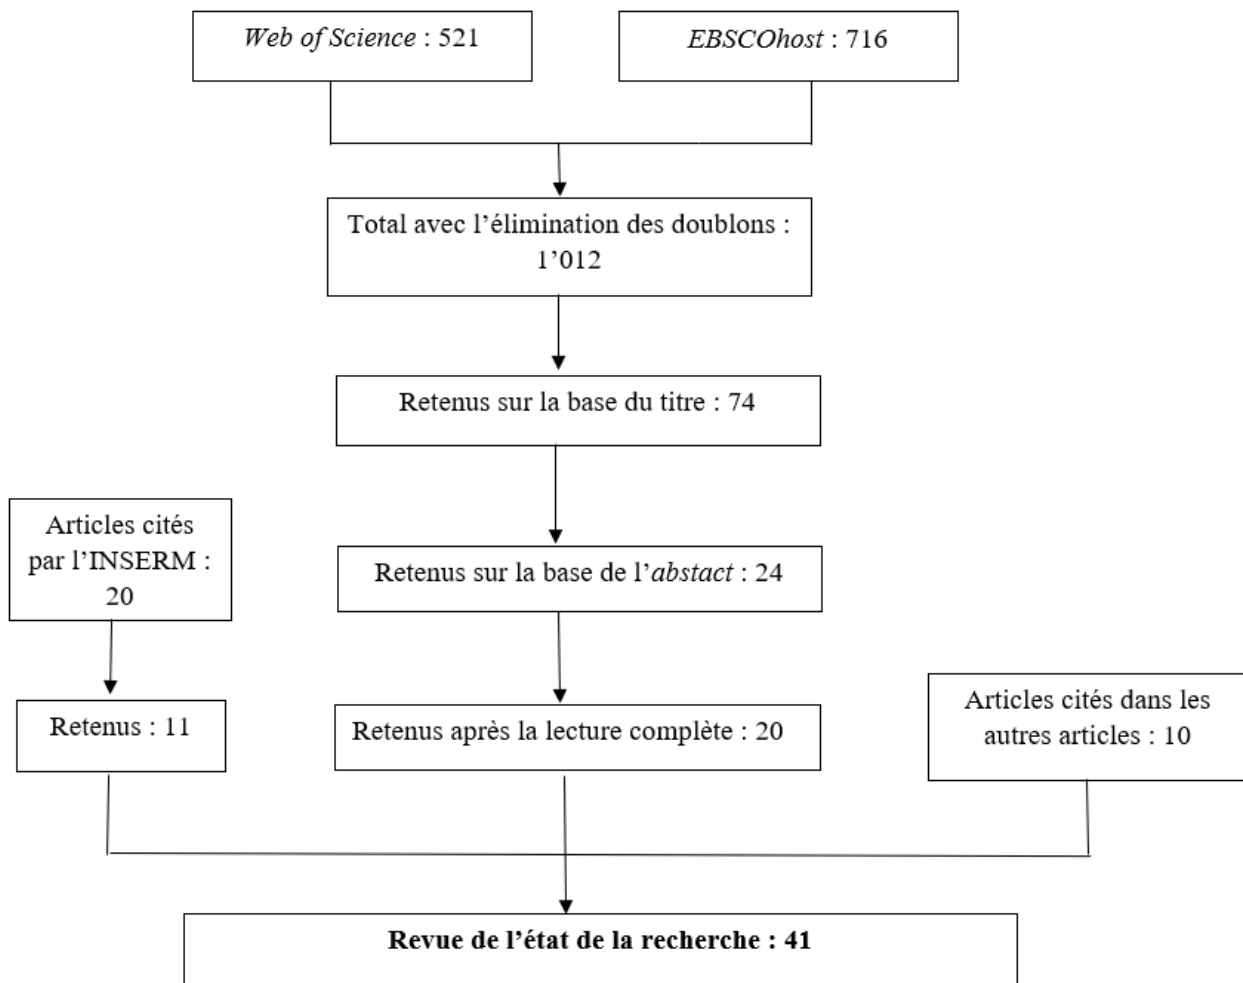 Web of Science : 521
EBSCOhost : 716
Total avec l’élimination des doublons :
1’012
Retenus sur la base du titre : 74
Articles cités
par l’INSERM :
20
Retenus sur la base de l’abstact : 24
Retenus : 11
Retenus après la lecture complète : 20
Articles cités dans les
autres articles : 10
Revue de l’état de la recherche : 41